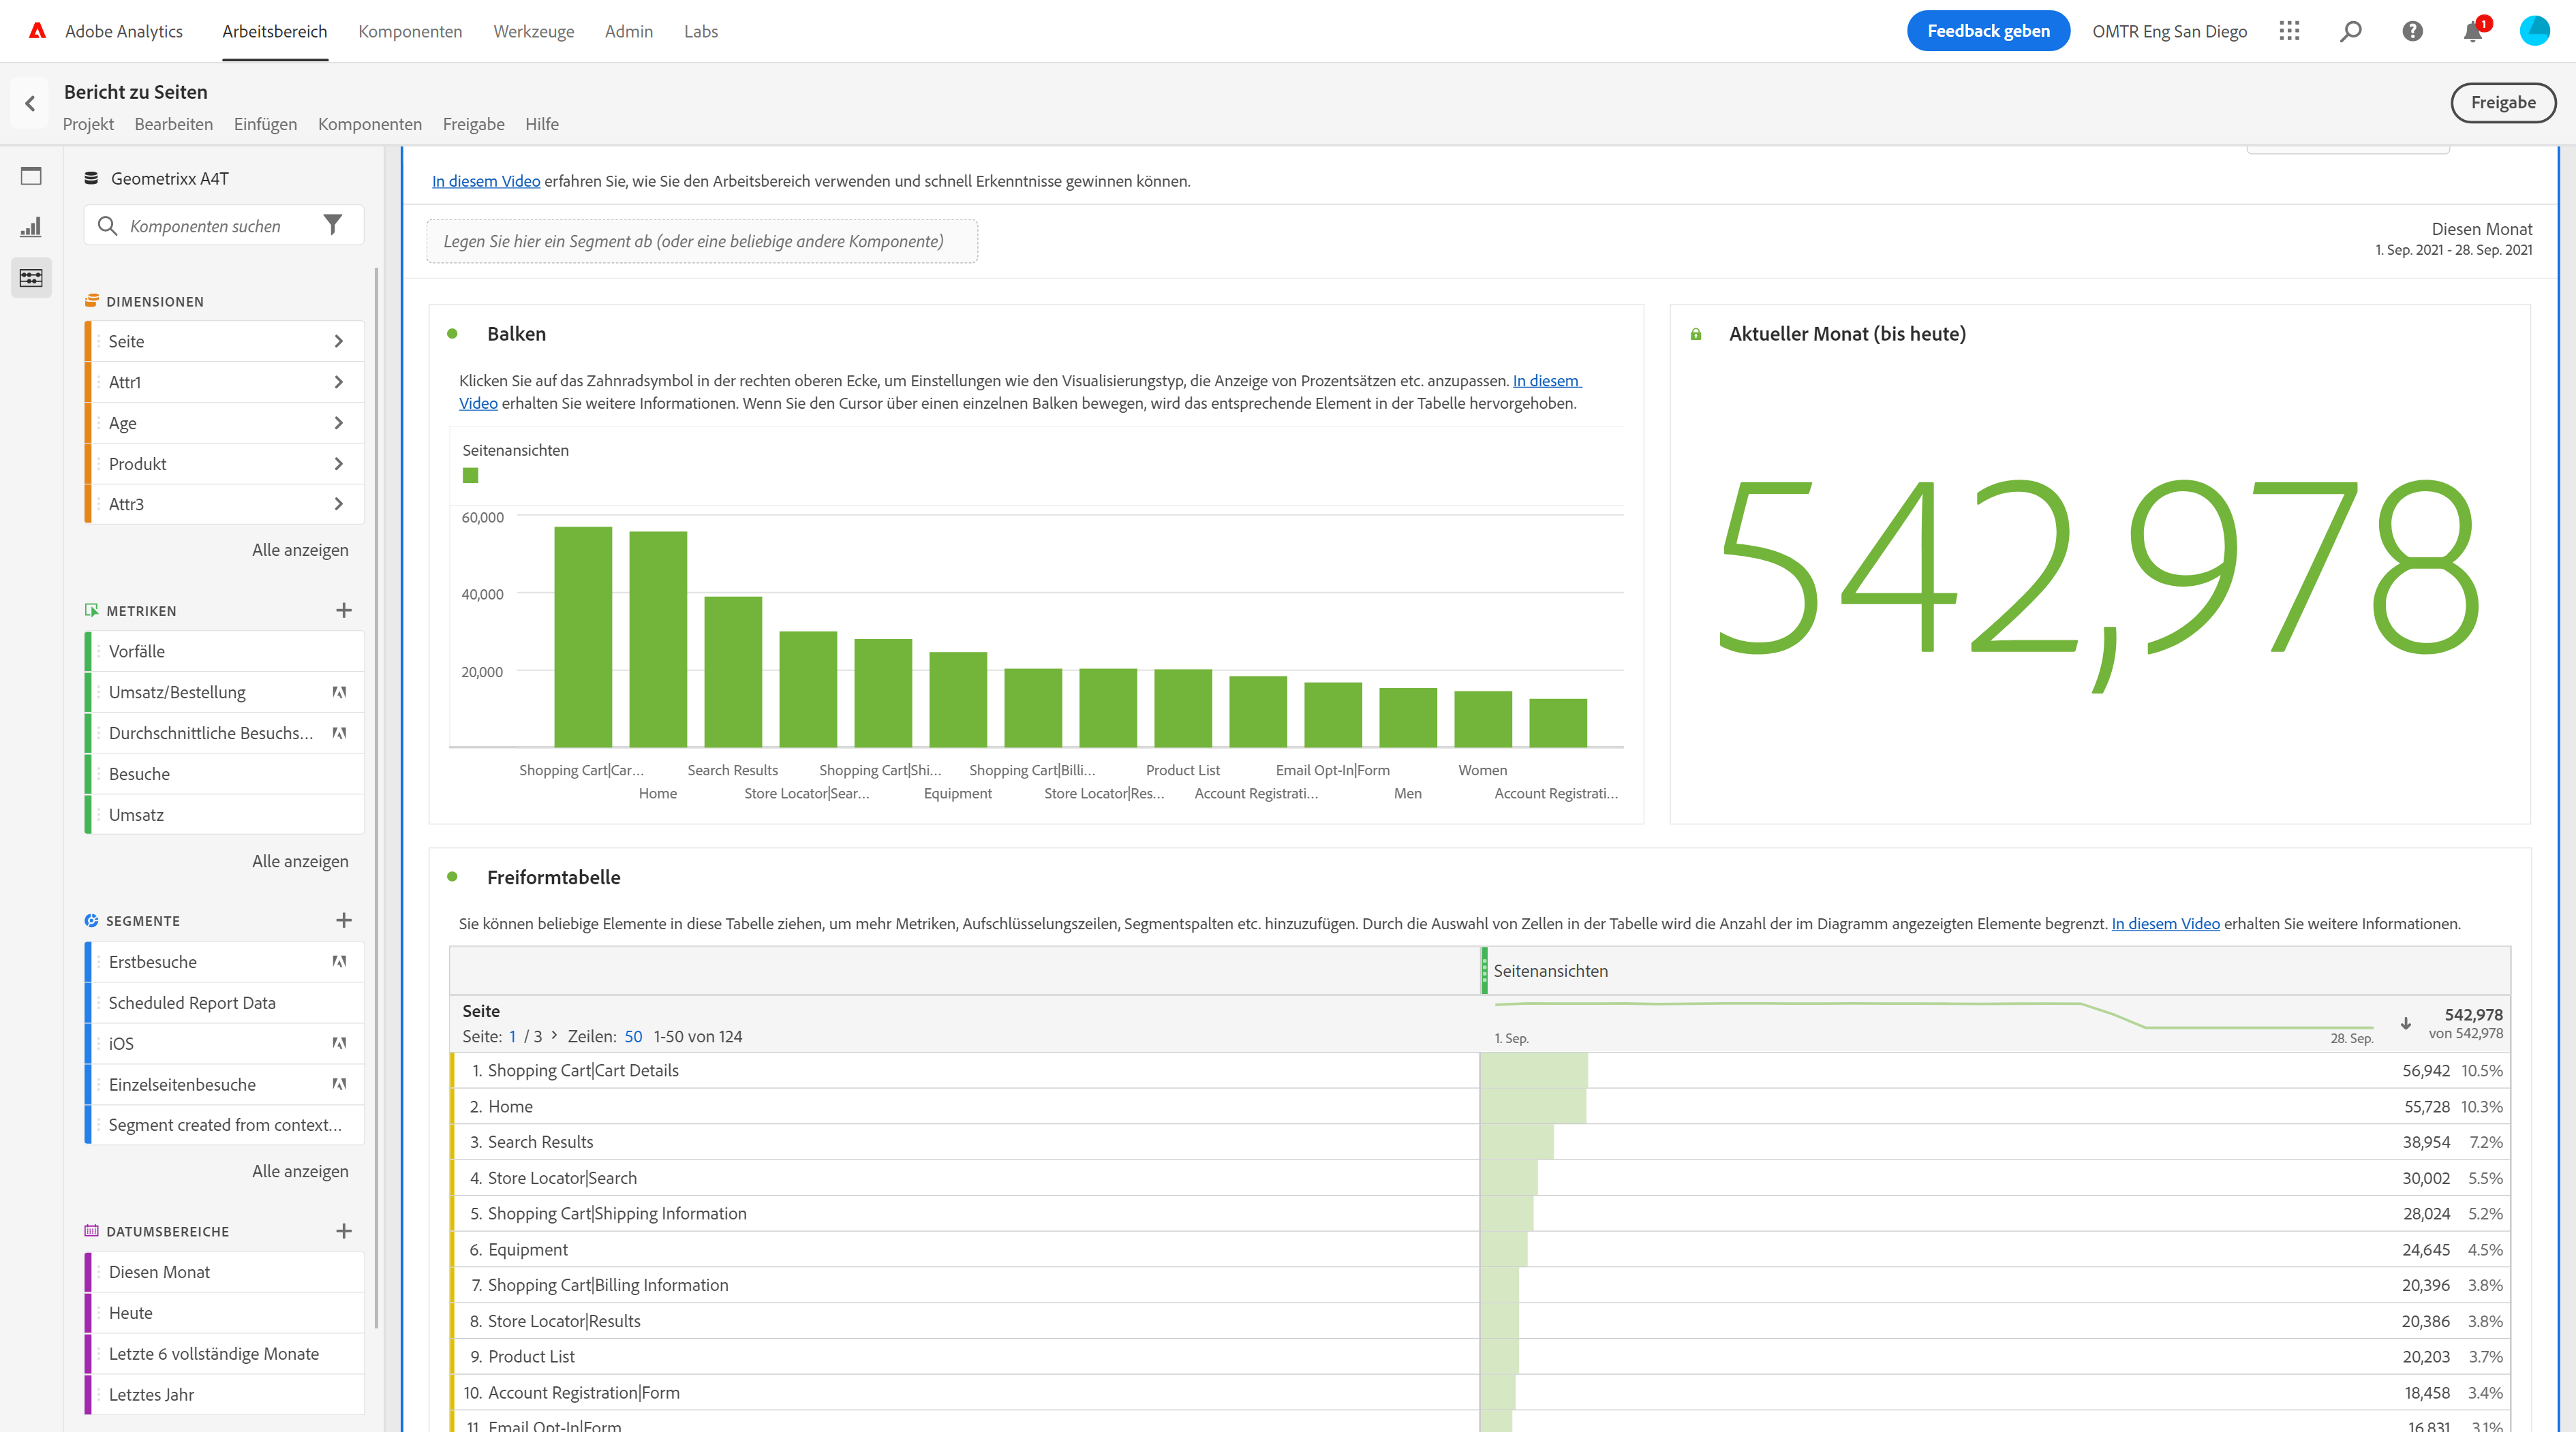 Adobe Analytics Arbeitsbereich Komponenten Werkzeuge Admin Labs Feedback geben OMTR Eng San Diego 1
Bericht zu Seiten
Projekt Bearbeiten Einfügen Komponenten Freigabe Hilfe
Freigabe
Geometrixx A4T
Komponenten suchen
DIMENSIONEN
Seite
Attr1
Age
Produkt
Attr3
Alle anzeigen
METRIKEN
Vorfälle
Umsatz/Bestellung
Durchschnittliche Besuchs...
Besuche
Umsatz
Alle anzeigen
SEGMENTE
Erstbesuche
Scheduled Report Data
iOS
Einzelseitenbesuche
Segment created from context...
Alle anzeigen
DATUMSBEREICHE
Diesen Monat
Heute
Letzte 6 vollständige Monate
Letztes Jahr
In diesem Video erfahren Sie, wie Sie den Arbeitsbereich verwenden und schnell Erkenntnisse gewinnen können.
Legen Sie hier ein Segment ab (oder eine beliebige andere Komponente)
Diesen Monat
1. Sep. 2021 - 28. Sep. 2021
Balken
Klicken Sie auf das Zahnradsymbol in der rechten oberen Ecke, um Einstellungen wie den Visualisierungstyp, die Anzeige von Prozentsätzen etc. anzupassen. In diesem
Video erhalten Sie weitere Informationen. Wenn Sie den Cursor über einen einzelnen Balken bewegen, wird das entsprechende Element in der Tabelle hervorgehoben.
Seitenansichten
60,000
40,000
20,000
Shopping Cart|Car... Search Results Shopping Cart|Shi... Shopping Cart|Billi... Product List Email Opt-In|Form Women
Home Store Locator|Sear... Equipment Store Locator|Res... Account Registrati... Men Account Registrati...
Aktueller Monat (bis heute)
542,978
Freiformtabelle
Sie können beliebige Elemente in diese Tabelle ziehen, um mehr Metriken, Aufschlüsselungszeilen, Segmentspalten etc. hinzuzufügen. Durch die Auswahl von Zellen in der Tabelle wird die Anzahl der im Diagramm angezeigten Elemente begrenzt. In diesem Video erhalten Sie weitere Informationen.
Seitenansichten
Seite
Seite: 1 / 3 > Zeilen: 50 1-50 von 124
1. Sep. 28. Sep.
542,978
von 542,978
1. Shopping Cart|Cart Details 56,942 10.5%
2. Home 55,728 10.3%
3. Search Results 38,954 7.2%
4. Store Locator|Search 30,002 5.5%
5. Shopping Cart|Shipping Information 28,024 5.2%
6. Equipment 24,645 4.5%
7. Shopping Cart|Billing Information 20,396 3.8%
8. Store Locator|Results 20,386 3.8%
9. Product List 20,203 3.7%
10. Account Registration|Form 18,458 3.4%
11. Email Opt-In|Form 16,831 3.1%